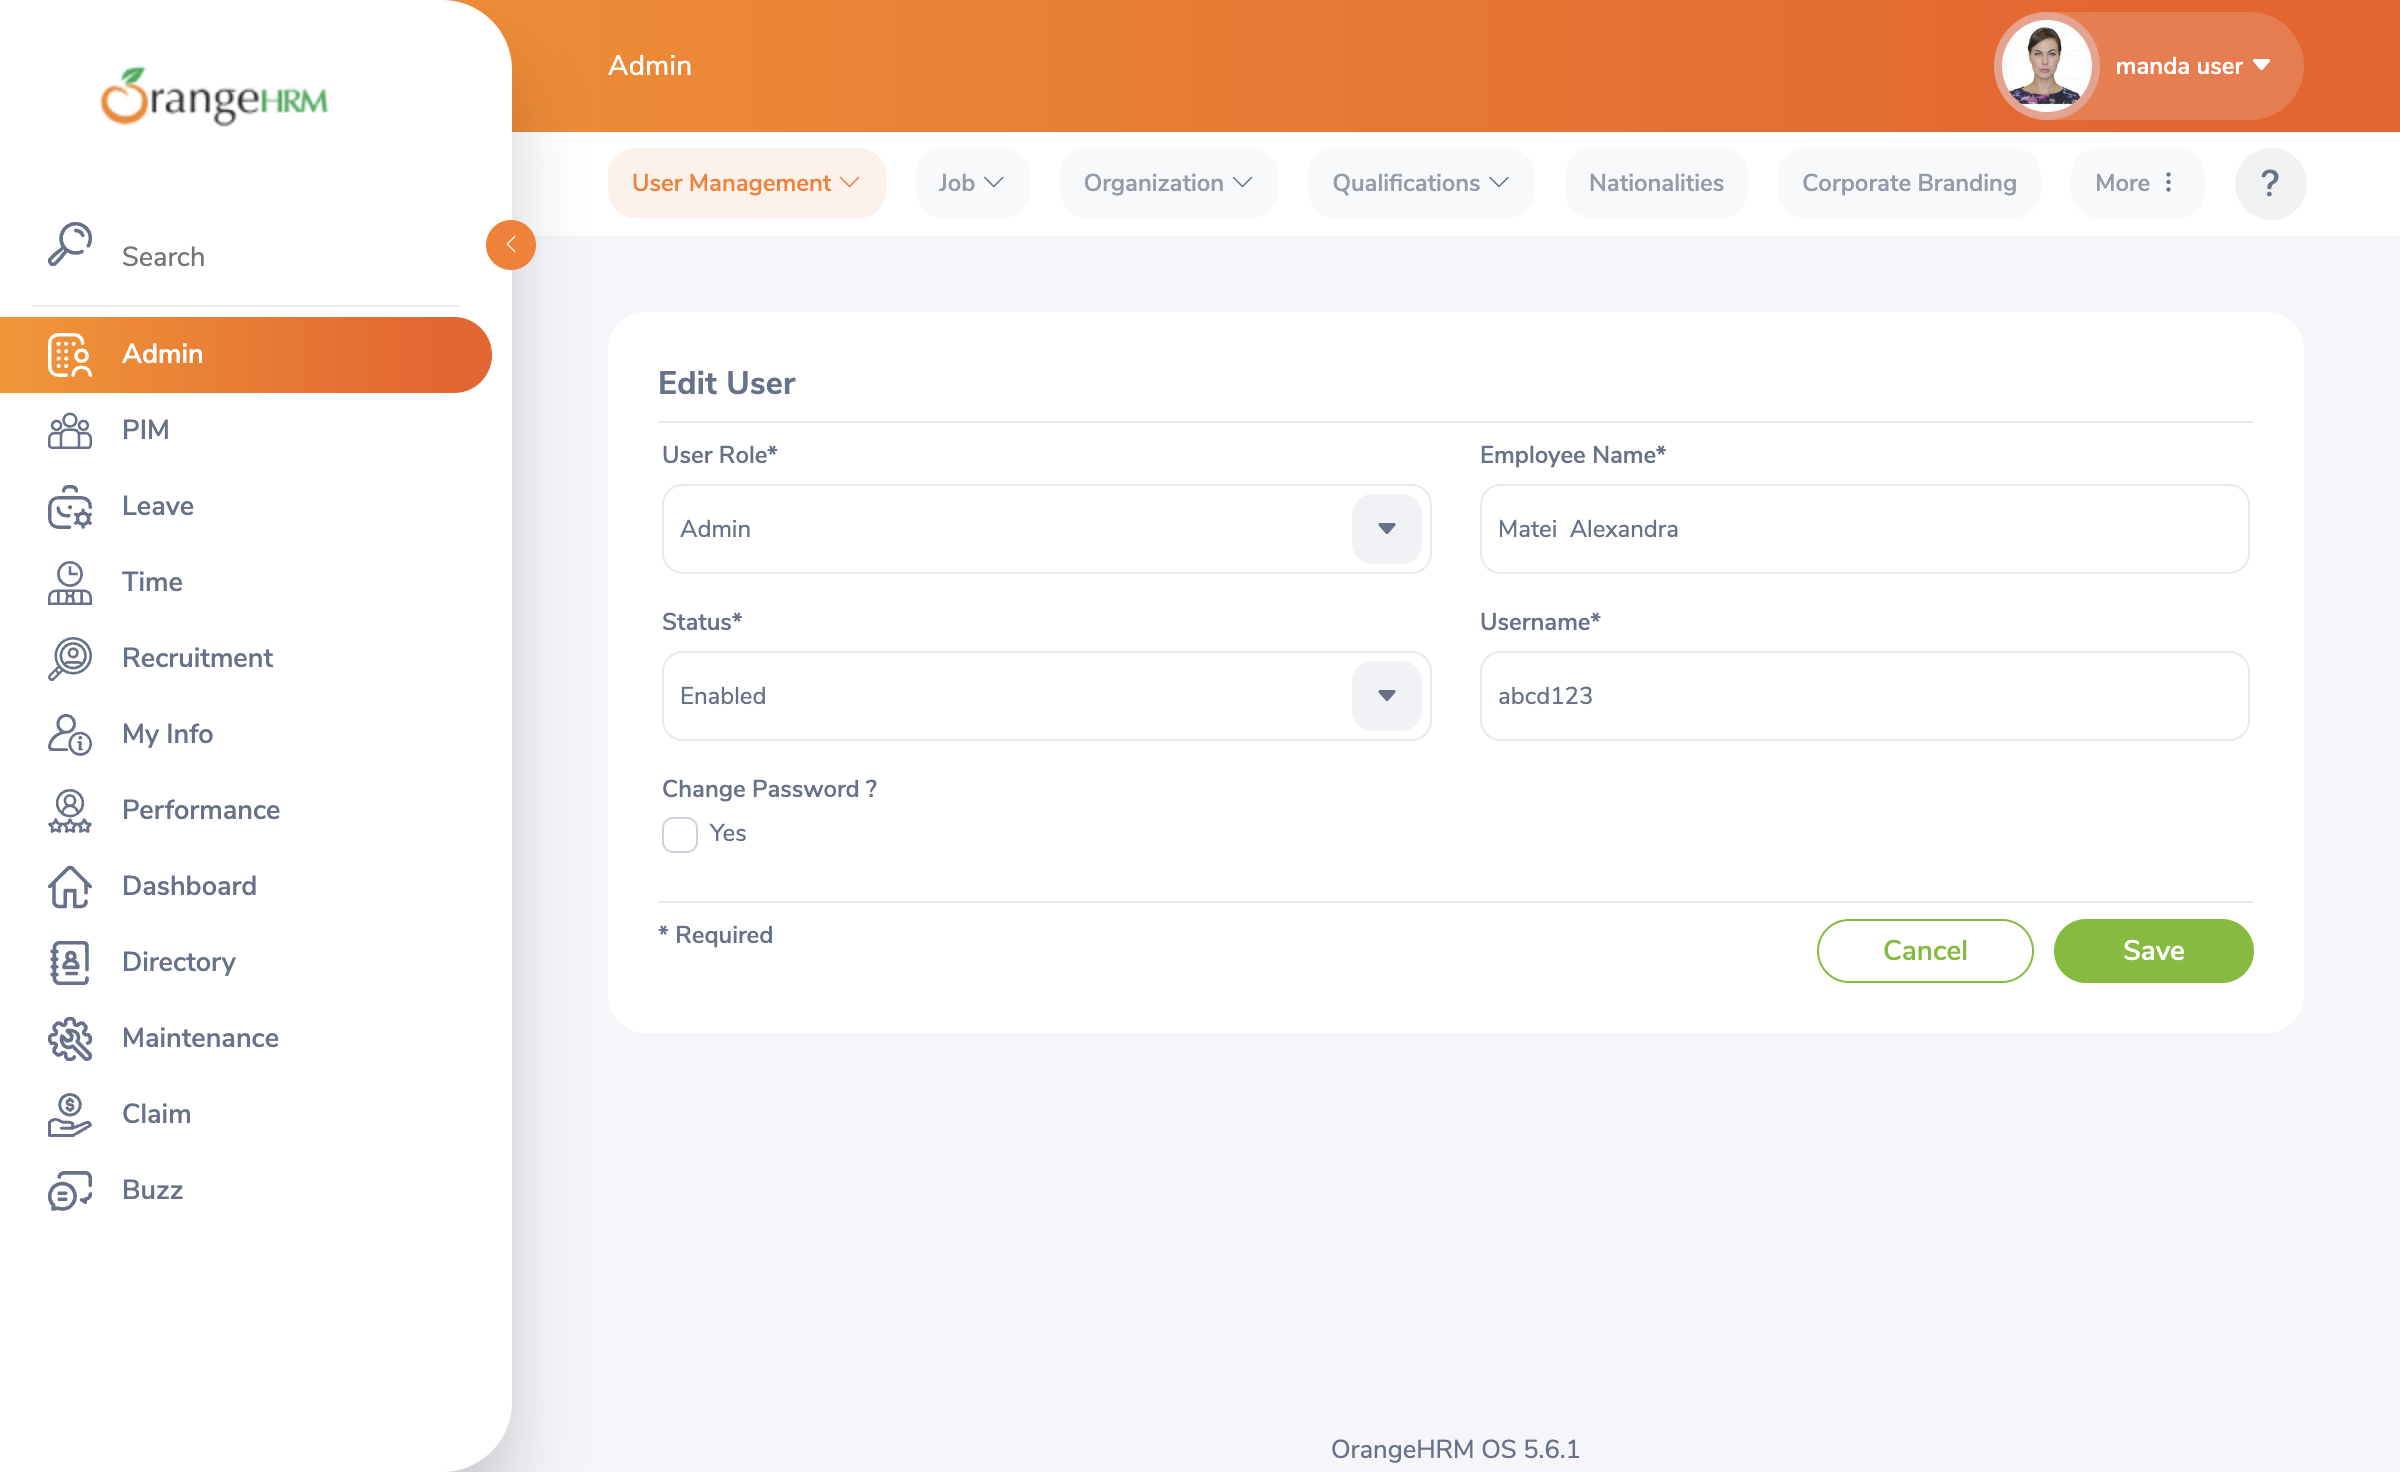 OrangeHRM
Search
Admin
PIM
Leave
Time
Recruitment
My Info
Performance
Dashboard
Directory
Maintenance
Claim
Buzz
Admin
manda user
User Management
Job
Organization
Qualifications
Nationalities
Corporate Branding
More
?
Edit User
User Role*
Admin
Employee Name*
Matei  Alexandra
Status*
Enabled
Username*
abcd123
Change Password ?
Yes
* Required
Cancel
Save
OrangeHRM OS 5.6.1